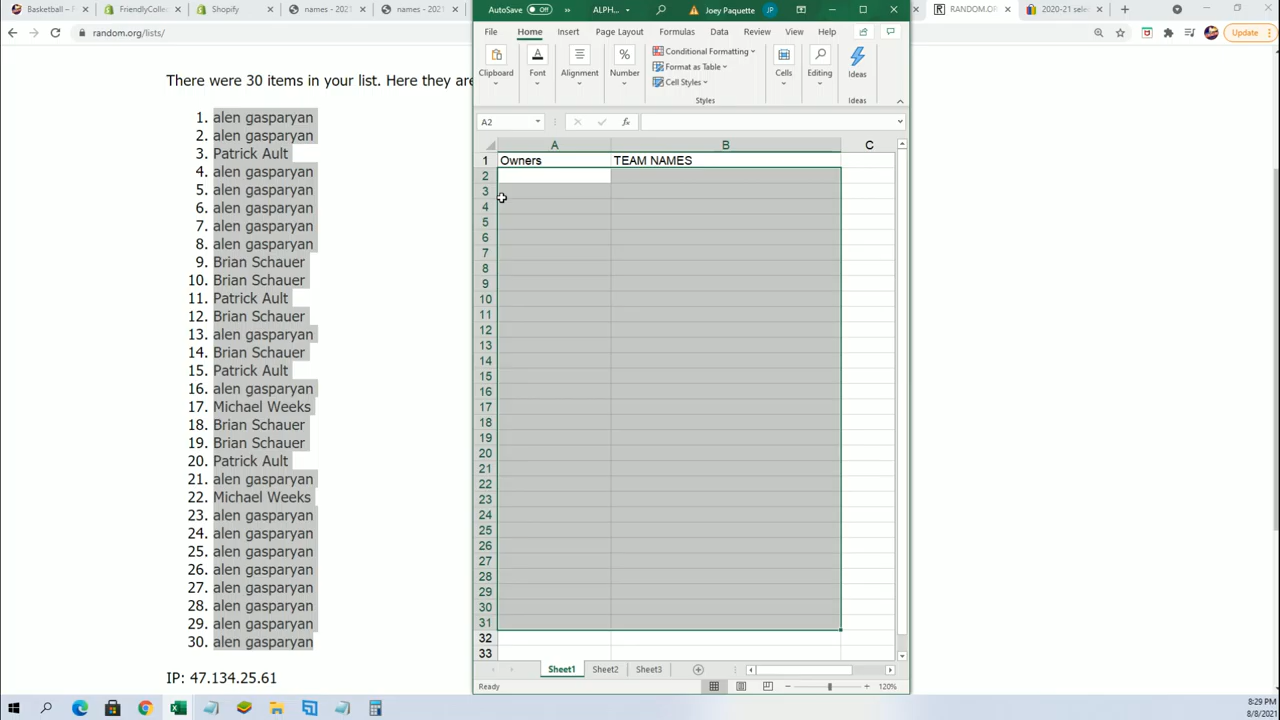 Basketball – F
FriendlyCollec
Shopify
names - 2021
names - 2021
AutoSave Off
ALPH...
Joey Paquette
JP
RANDOM.OR
2020-21 selec
random.org/lists/
Update
File
Home
Insert
Page Layout
Formulas
Data
Review
View
Help
Clipboard
Font
Alignment
Number
Conditional Formatting
Format as Table
Cell Styles
Styles
Cells
Editing
Ideas
Ideas
A2
fx
A
B
C
1 Owners TEAM NAMES
2
3
4
5
6
7
8
9
10
11
12
13
14
15
16
17
18
19
20
21
22
23
24
25
26
27
28
29
30
31
32
33
Sheet1
Sheet2
Sheet3
Ready
120%
There were 30 items in your list. Here they are
1. alen gasparyan
2. alen gasparyan
3. Patrick Ault
4. alen gasparyan
5. alen gasparyan
6. alen gasparyan
7. alen gasparyan
8. alen gasparyan
9. Brian Schauer
10. Brian Schauer
11. Patrick Ault
12. Brian Schauer
13. alen gasparyan
14. Brian Schauer
15. Patrick Ault
16. alen gasparyan
17. Michael Weeks
18. Brian Schauer
19. Brian Schauer
20. Patrick Ault
21. alen gasparyan
22. Michael Weeks
23. alen gasparyan
24. alen gasparyan
25. alen gasparyan
26. alen gasparyan
27. alen gasparyan
28. alen gasparyan
29. alen gasparyan
30. alen gasparyan
IP: 47.134.25.61
8:29 PM
8/8/2021